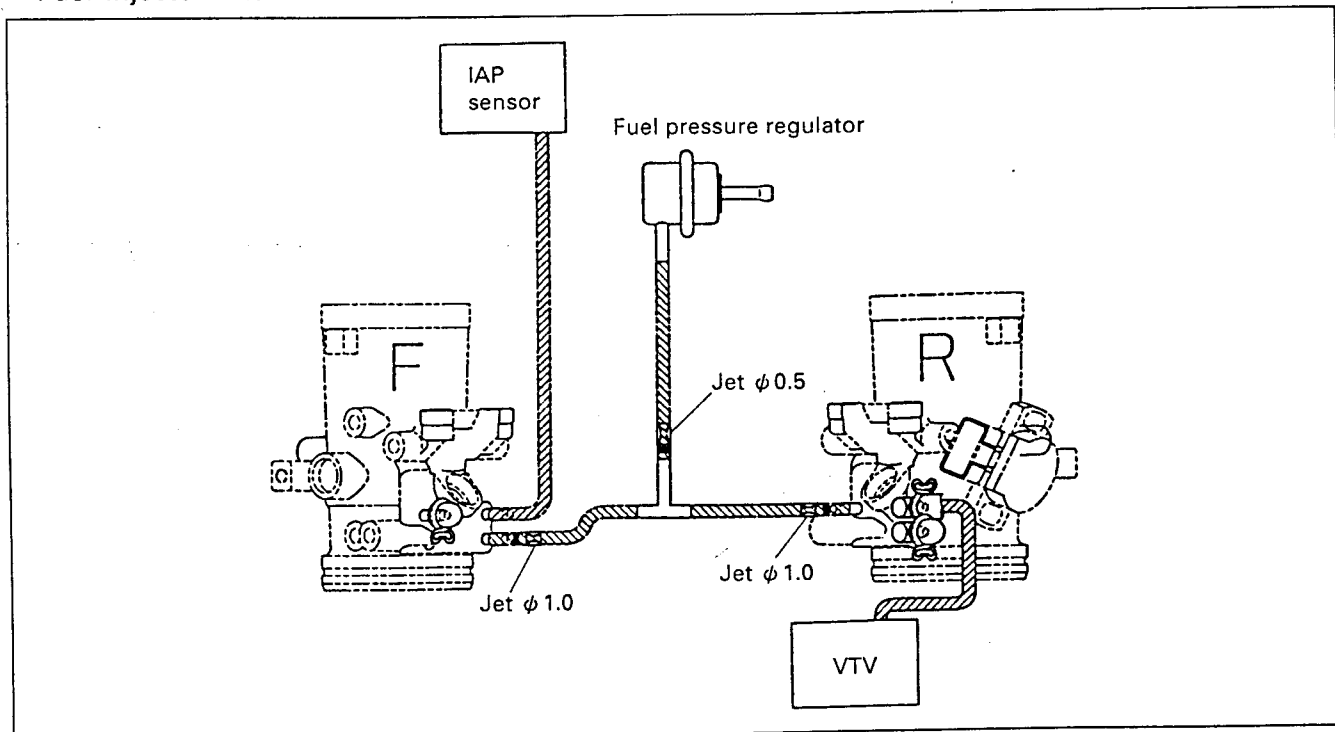 IAP
sensor
Fuel pressure regulator
F
R
Jet φ0.5
Jet φ1.0
Jet φ1.0
VTV